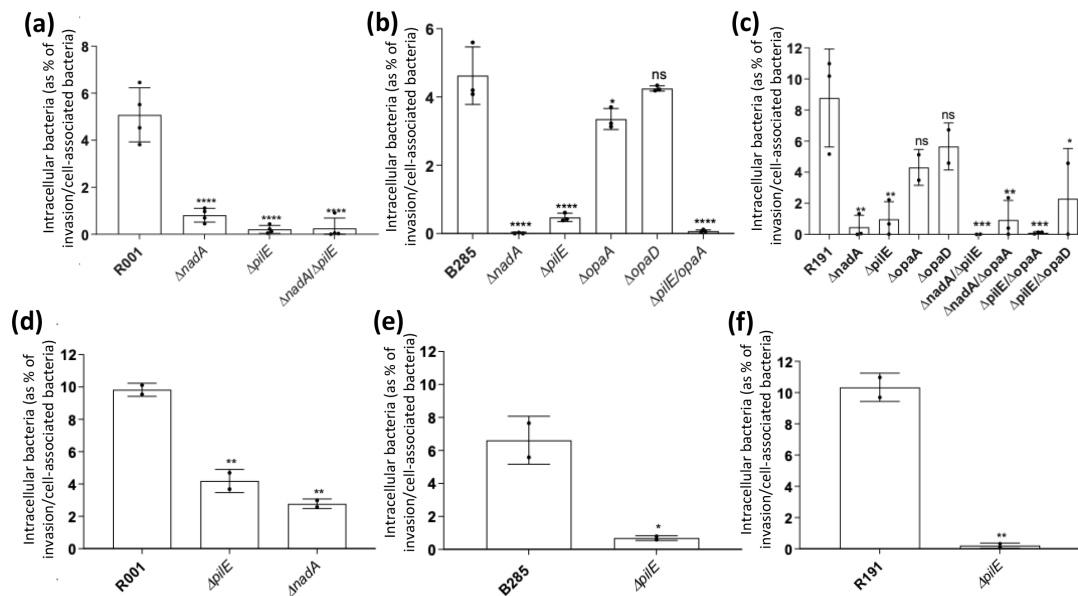 (a)
Intracellular bacteria (as % of
invasion/cell-associated bacteria)
8
6
4
2
0
****
****
****
R001
ΔnadA
ΔpilE
ΔnadA/ΔpilE
(b)
Intracellular bacteria (as % of
invasion/cell-associated bacteria)
6
4
2
0
****
****
*
ns
****
B285
ΔnadA
ΔpilE
ΔopaA
ΔopaD
ΔpilE/opaA
(c)
Intracellular bacteria (as % of
invasion/cell-associated bacteria)
12
10
8
6
4
2
0
**
**
ns
ns
***
**
***
*
R191
ΔnadA
ΔpilE
ΔopaA
ΔopaD
ΔnadA/ΔpilE
ΔnadA/ΔopaA
ΔpilE/ΔopaA
ΔpilE/ΔopaD
(d)
Intracellular bacteria (as % of
invasion/cell-associated bacteria)
12
10
8
6
4
2
0
**
**
R001
ΔpilE
ΔnadA
(e)
Intracellular bacteria (as % of
invasion/cell-associated bacteria)
12
10
8
6
4
2
0
*
B285
ΔpilE
(f)
Intracellular bacteria (as % of
invasion/cell-associated bacteria)
12
10
8
6
4
2
0
**
R191
ΔpilE